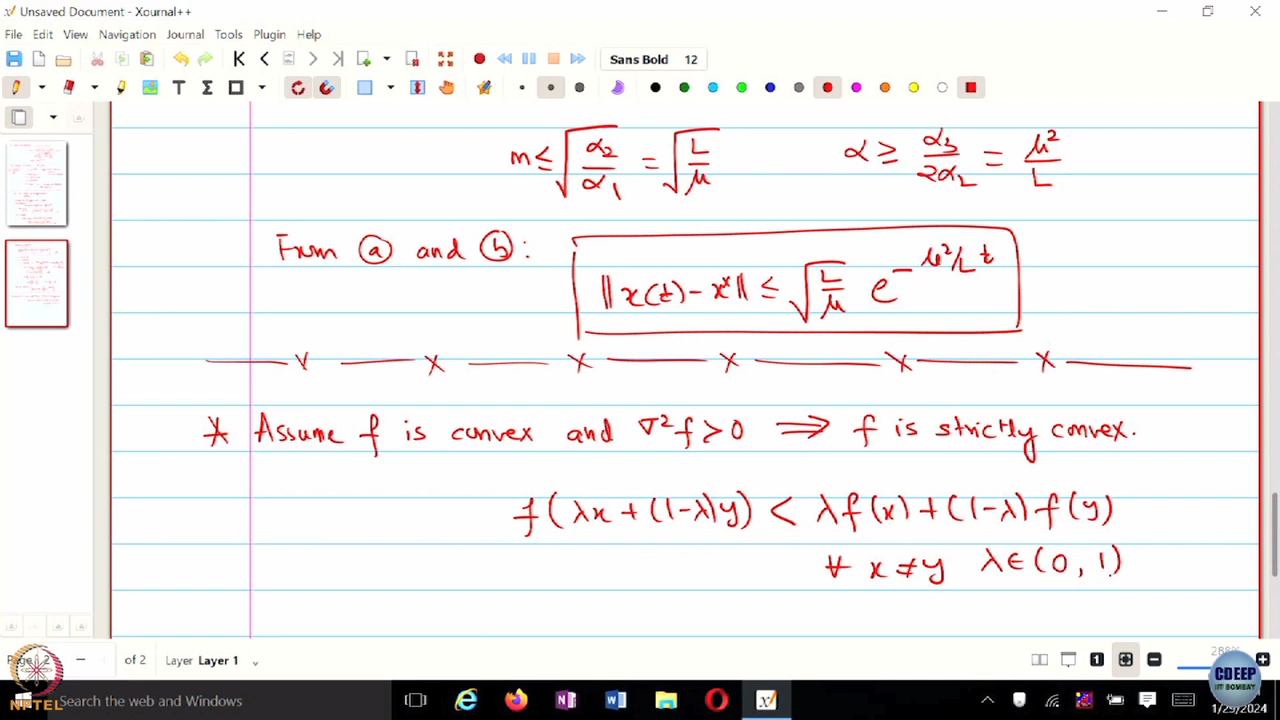 Unsaved Document - Xournal++
File Edit View Navigation Journal Tools Plugin Help
Sans Bold 12
m ≤ √(α₂/α₁) = √(L/μ) α ≥ α₃/2α₂ = μ²/L
From ⓐ and ⓑ:
‖x(t) - x*‖ ≤ √(L/μ) e^(-μ²/L t)
* Assume f is convex and ∇²f > 0 ⟹ f is strictly convex.
f(λx + (1-λ)y) < λf(x) + (1-λ)f(y)
∀ x ≠ y λ ∈ (0, 1)
Page 2 of 2 Layer Layer 1 288%
Search the web and Windows
NPTEL
CDEEP
IIT BOMBAY
1/29/2024